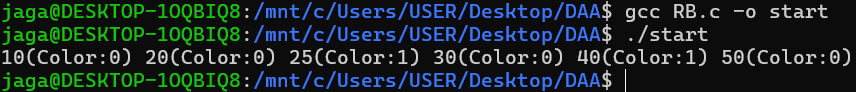 jaga@DESKTOP-1OQBIQ8:/mnt/c/Users/USER/Desktop/DAA$ gcc RB.c -o start
jaga@DESKTOP-1OQBIQ8:/mnt/c/Users/USER/Desktop/DAA$ ./start
10(Color:0) 20(Color:0) 25(Color:1) 30(Color:0) 40(Color:1) 50(Color:0)
jaga@DESKTOP-1OQBIQ8:/mnt/c/Users/USER/Desktop/DAA$